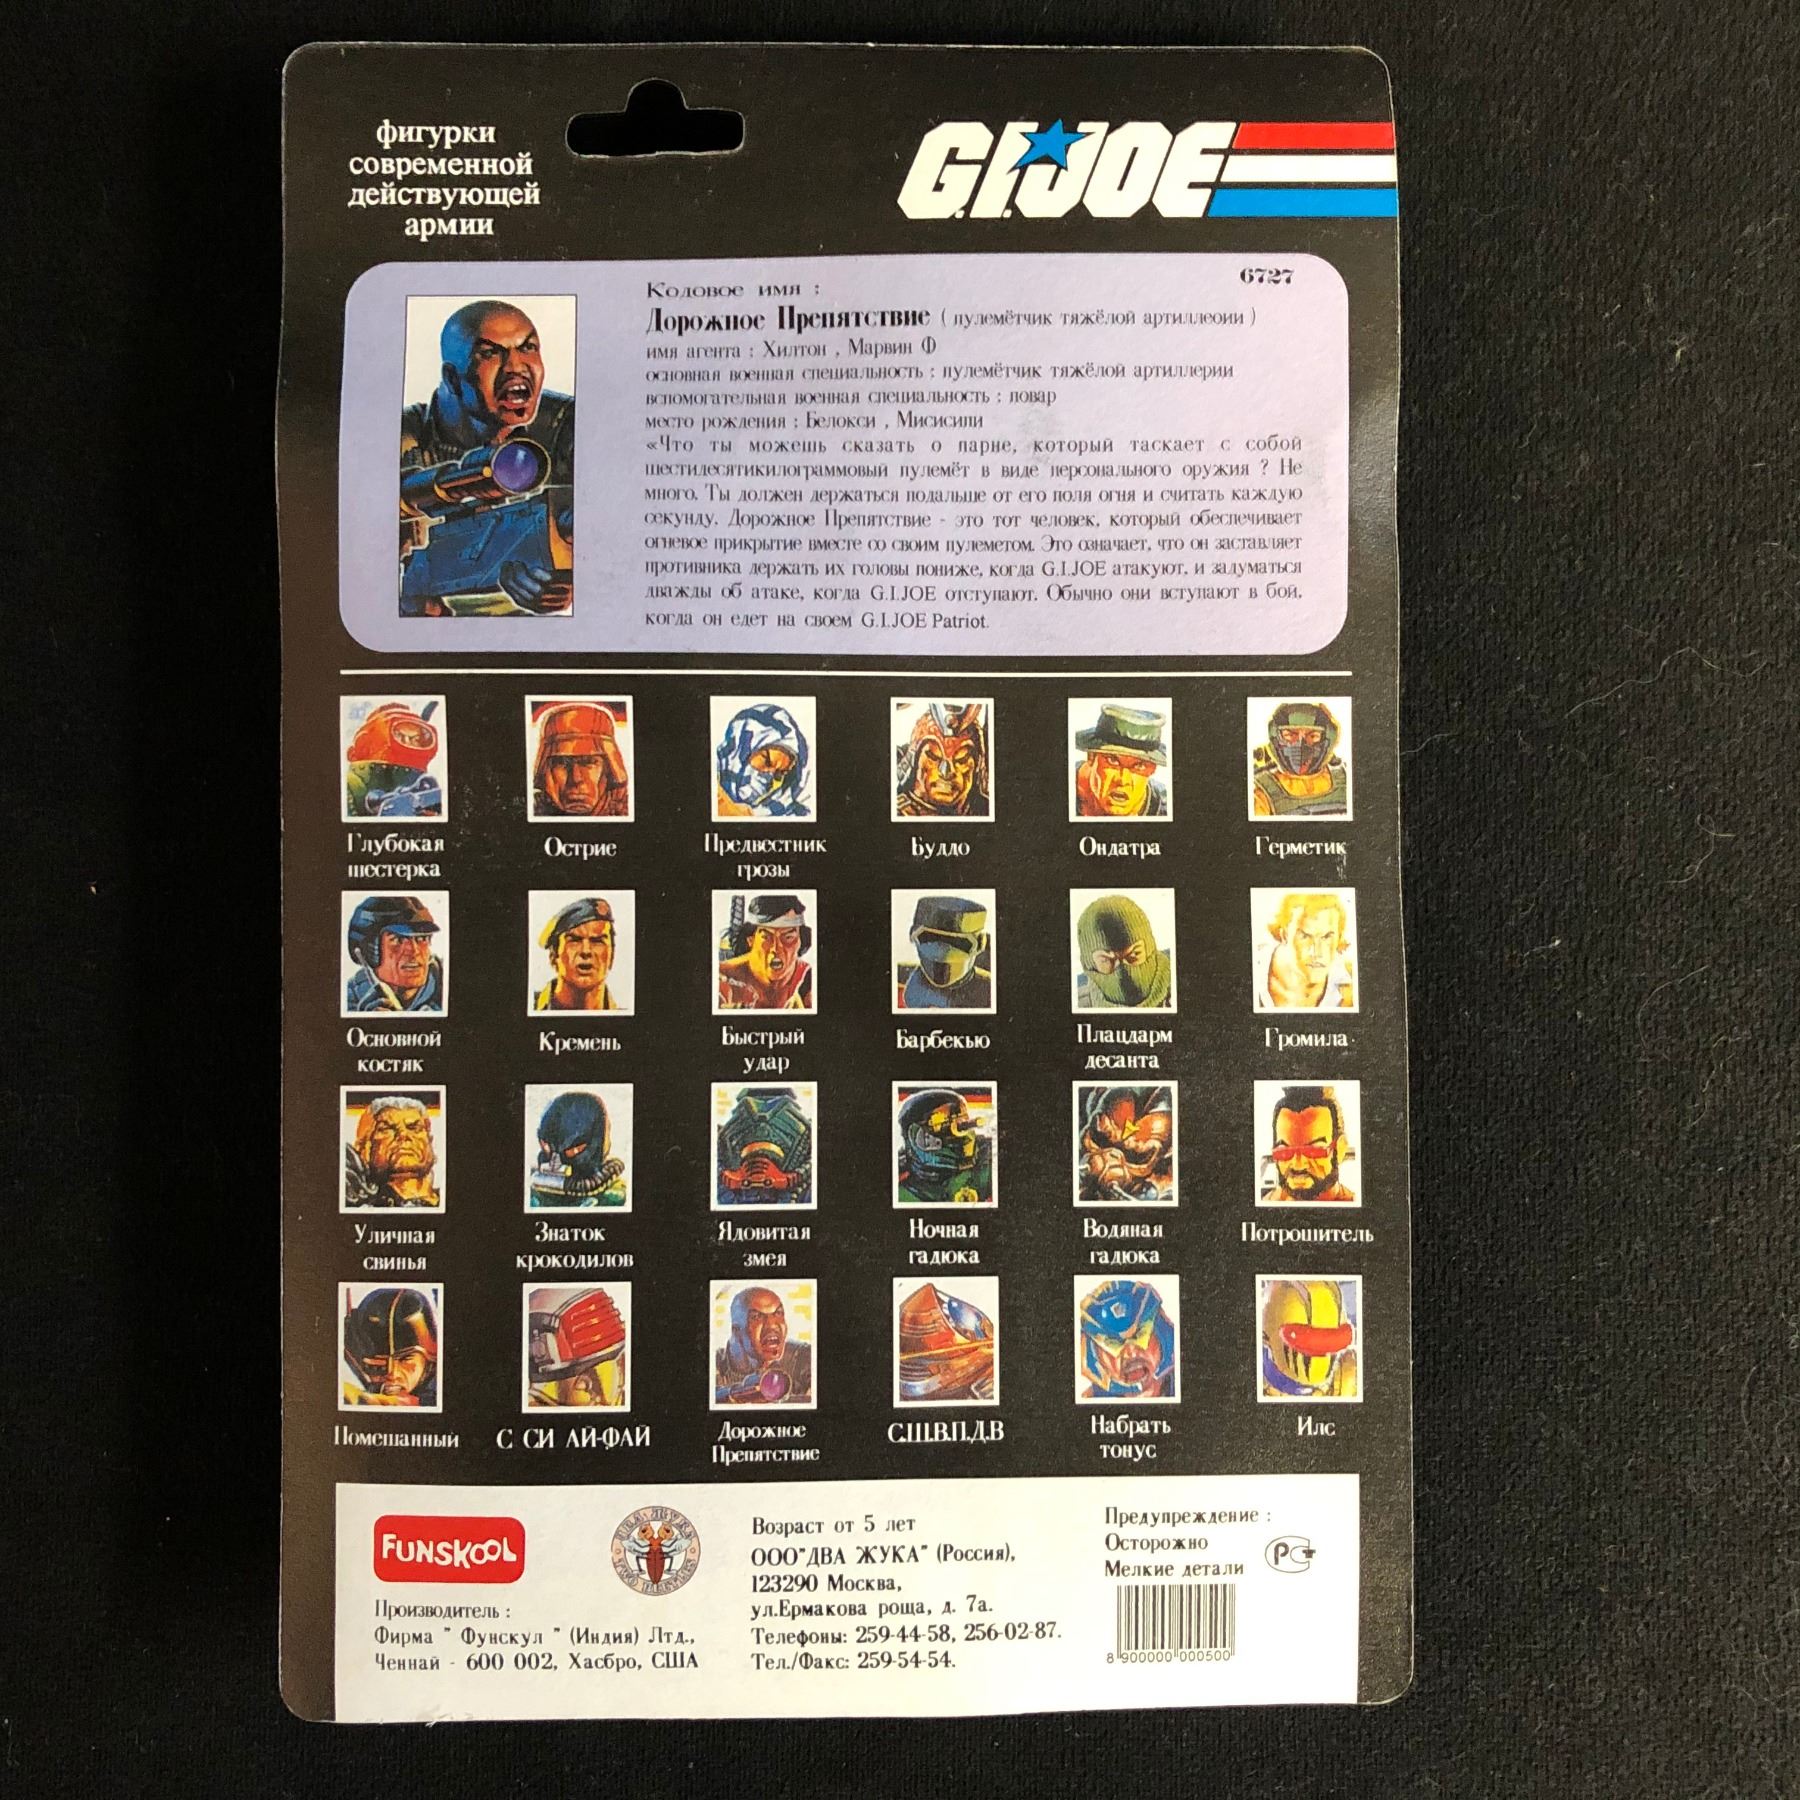 фигурки
современной
действующей
армии
G.I.JOE
6727
Кодовое имя :
Дорожное Препятствие ( пулемётчик тяжёлой артиллеоии )
имя агента : Хилтон , Марвин Ф
основная военная специальность : пулемётчик тяжёлой артиллерии
вспомогательная военная специальность : повар
место рождения : Белокси , Мисисипи
«Что ты можешь сказать о парне, который таскает с собой
шестидесятикилограммовый пулемёт в виде персонального оружия ? Не
много. Ты должен держаться подальше от его поля огня и считать каждую
секунду. Дорожное Препятствие - это тот человек, который обеспечивает
огневое прикрытие вместе со своим пулеметом. Это означает, что он заставляет
противника держать их головы пониже, когда G.I.JOE атакуют, и задуматься
дважды об атаке, когда G.I.JOE отступают. Обычно они вступают в бой,
когда он едет на своем G.I.JOE Patriot.
Глубокая шестерка
Острие
Предвестник грозы
Буддо
Ондатра
Герметик
Основной костяк
Кремень
Быстрый удар
Барбекью
Плацдарм десанта
Громила
Уличная свинья
Знаток крокодилов
Ядовитая змея
Ночная гадюка
Водяная гадюка
Потрошитель
Помешанный
С СИ АЙ-ФАЙ
Дорожное Препятствие
С.Ш.В.П.Д.В
Набрать тонус
Илс
FUNSKOOL
ДВА ЖУКА
TWO BEETLES
Производитель :
Фирма " Фунскул " (Индия) Лтд.,
Ченнай - 600 002, Хасбро, США
Возраст от 5 лет
ООО"ДВА ЖУКА" (Россия),
123290 Москва,
ул.Ермакова роща, д. 7а.
Телефоны: 259-44-58, 256-02-87.
Тел./Факс: 259-54-54.
Предупреждение :
Осторожно
Мелкие детали
РСТ
8 900000 000500